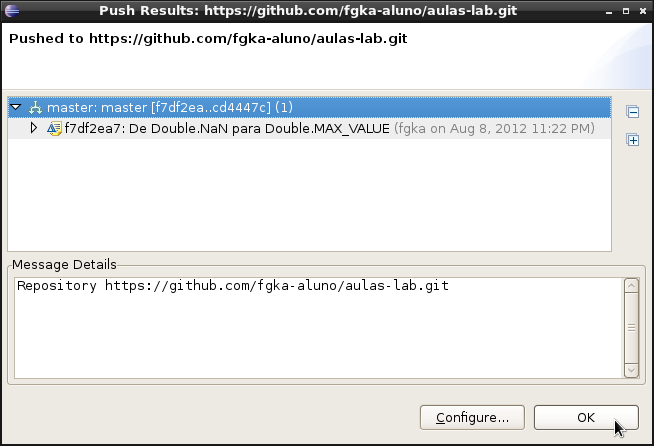 Push Results: https://github.com/fgka-aluno/aulas-lab.git
Pushed to https://github.com/fgka-aluno/aulas-lab.git
master: master [f7df2ea..cd4447c] (1)
f7df2ea7: De Double.NaN para Double.MAX_VALUE (fgka on Aug 8, 2012 11:22 PM)
Message Details
Repository https://github.com/fgka-aluno/aulas-lab.git
Configure... OK